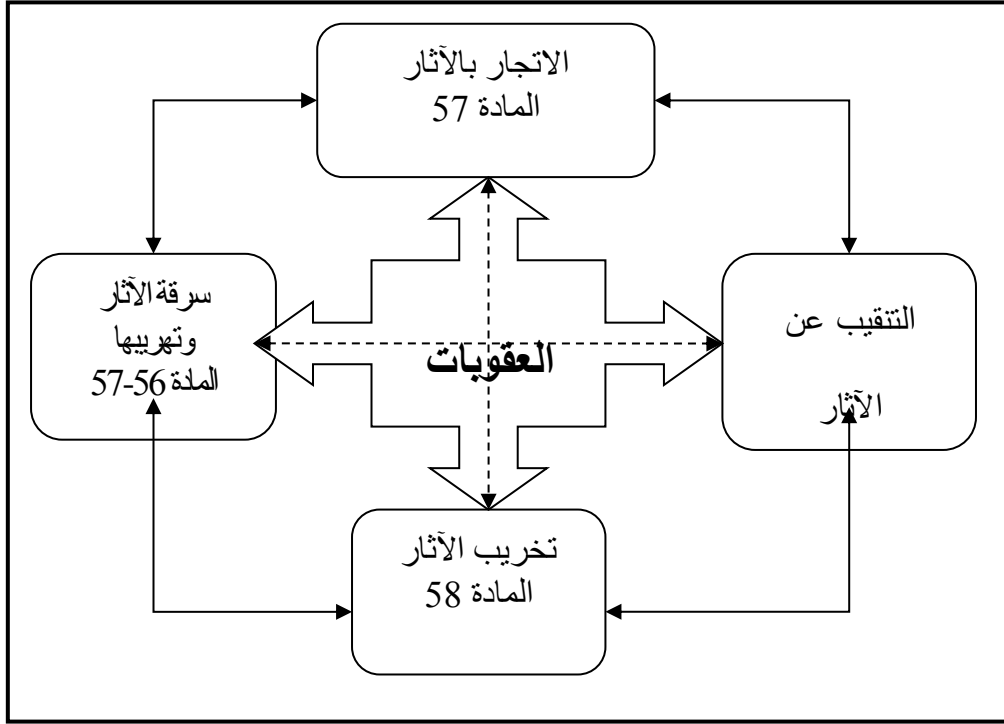 الاتجار بالآثار
المادة 57
سرقة الآثار
وتهريبها
المادة 56-57
العقوبات
التنقيب عن
الآثار
تخريب الآثار
المادة 58